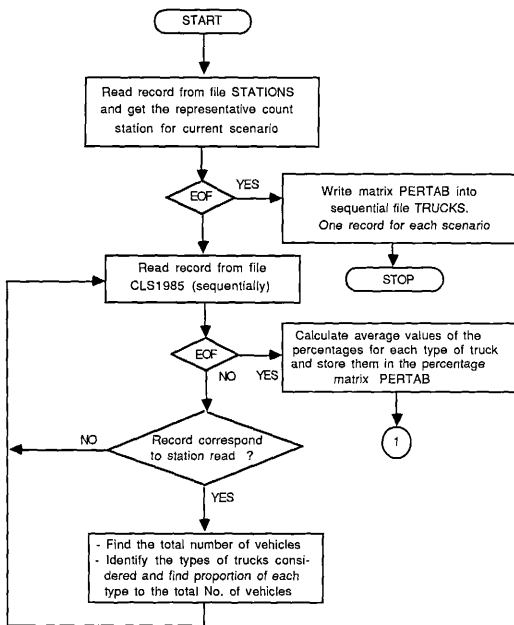 START
Read record from file STATIONS
and get the representative count
station for current scenario
EOF
YES
Write matrix PERTAB into
sequential file TRUCKS.
One record for each scenario
STOP
Read record from file
CLS1985 (sequentially)
EOF
NO
YES
Calculate average values of the
percentages for each type of truck
and store them in the percentage
matrix PERTAB
1
NO
Record correspond
to station read ?
YES
- Find the total number of vehicles
- Identify the types of trucks consi-
dered and find proportion of each
type to the total No. of vehicles